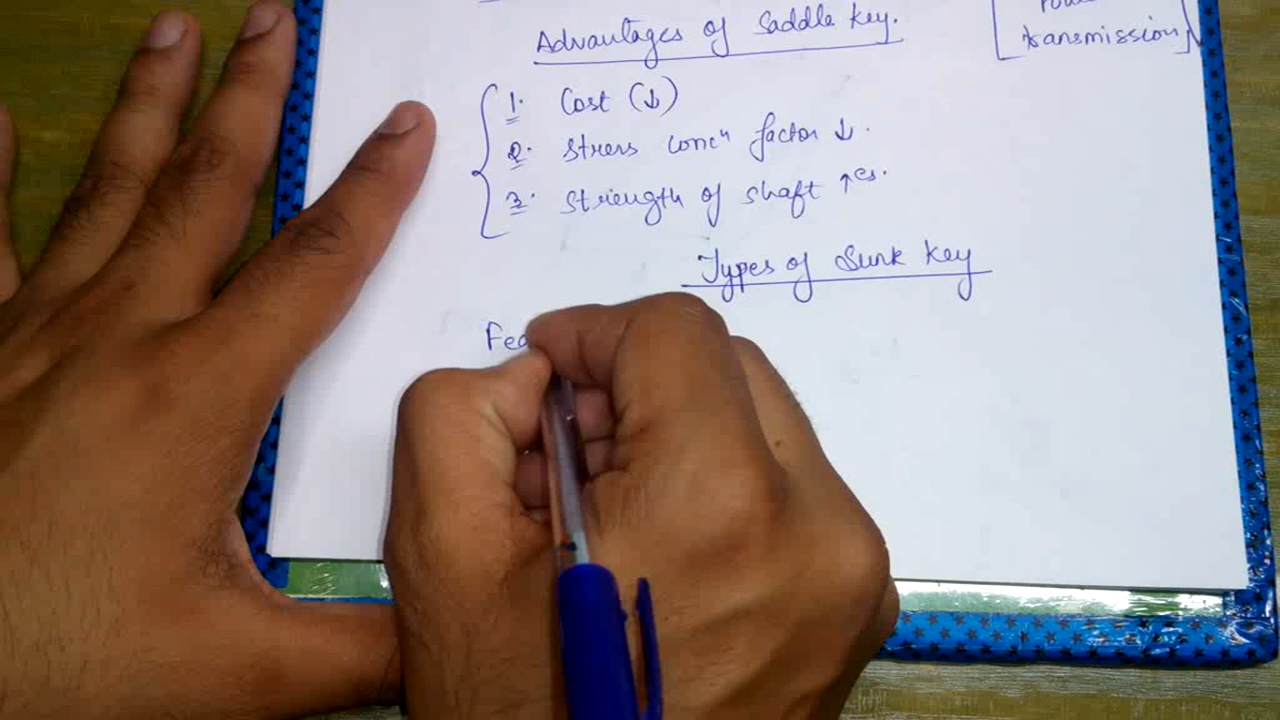 Advantages of Saddle key.
transmission
1. Cost (↓)
2. Stress concⁿ factor ↓.
3. Strength of shaft ↑es.
Types of Sunk key
Fea